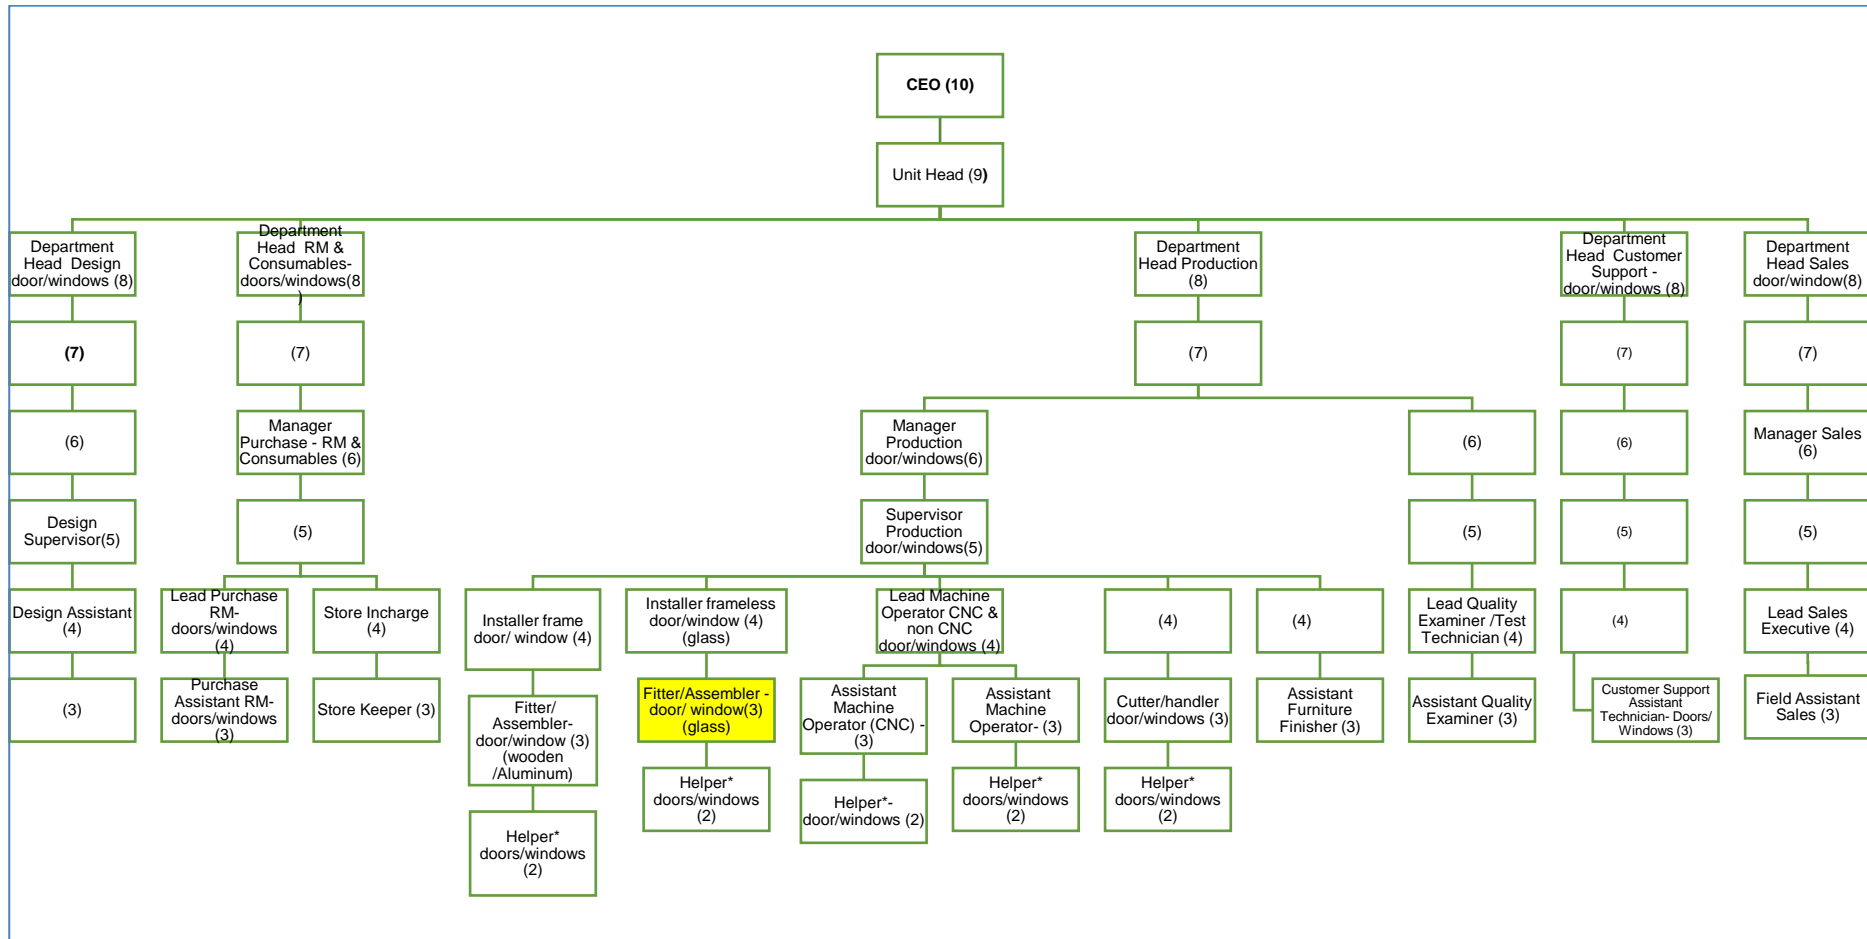 CEO (10)
Unit Head (9)
Department
Head  Design
door/windows (8)
Department
Head  RM &
Consumables-
doors/windows(8
)
Department
Head Production
(8)
Department
Head  Customer
Support -
door/windows (8)
Department
Head Sales
door/window(8)
(7)
(7)
(7)
(7)
(7)
(6)
Manager
Purchase - RM &
Consumables (6)
Manager
Production
door/windows(6)
(6)
(6)
Manager Sales
(6)
Design
Supervisor(5)
(5)
Supervisor
Production
door/windows(5)
(5)
(5)
(5)
Design Assistant
(4)
Lead Purchase
RM-
doors/windows
(4)
Store Incharge
(4)
Installer frame
door/ window (4)
Installer frameless
door/window (4)
(glass)
Lead Machine
Operator CNC &
non CNC
door/windows (4)
(4)
(4)
Lead Quality
Examiner /Test
Technician (4)
(4)
Lead Sales
Executive (4)
(3)
Purchase
Assistant RM-
doors/windows
(3)
Store Keeper (3)
Fitter/
Assembler-
door/window (3)
(wooden
/Aluminum)
Fitter/Assembler -
door/ window(3)
(glass)
Assistant
Machine
Operator (CNC) -
(3)
Assistant
Machine
Operator- (3)
Cutter/handler
door/windows (3)
Assistant
Furniture
Finisher (3)
Assistant Quality
Examiner (3)
Customer Support
Assistant
Technician- Doors/
Windows (3)
Field Assistant
Sales (3)
Helper*
doors/windows
(2)
Helper*
doors/windows
(2)
Helper*-
door/windows (2)
Helper*
doors/windows
(2)
Helper*
doors/windows
(2)